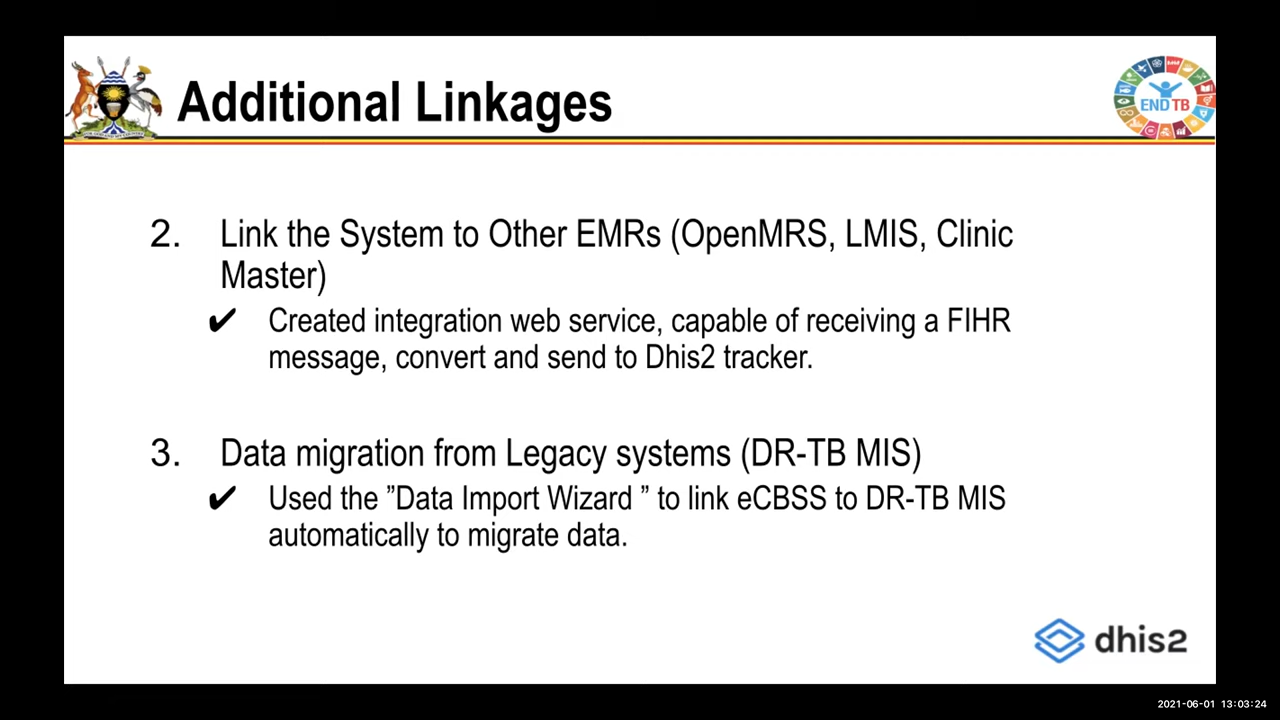 Additional Linkages
END TB
2. Link the System to Other EMRs (OpenMRS, LMIS, Clinic
Master)
✔ Created integration web service, capable of receiving a FIHR
message, convert and send to Dhis2 tracker.
3. Data migration from Legacy systems (DR-TB MIS)
✔ Used the ”Data Import Wizard ” to link eCBSS to DR-TB MIS
automatically to migrate data.
dhis2
2021-06-01 13:03:24